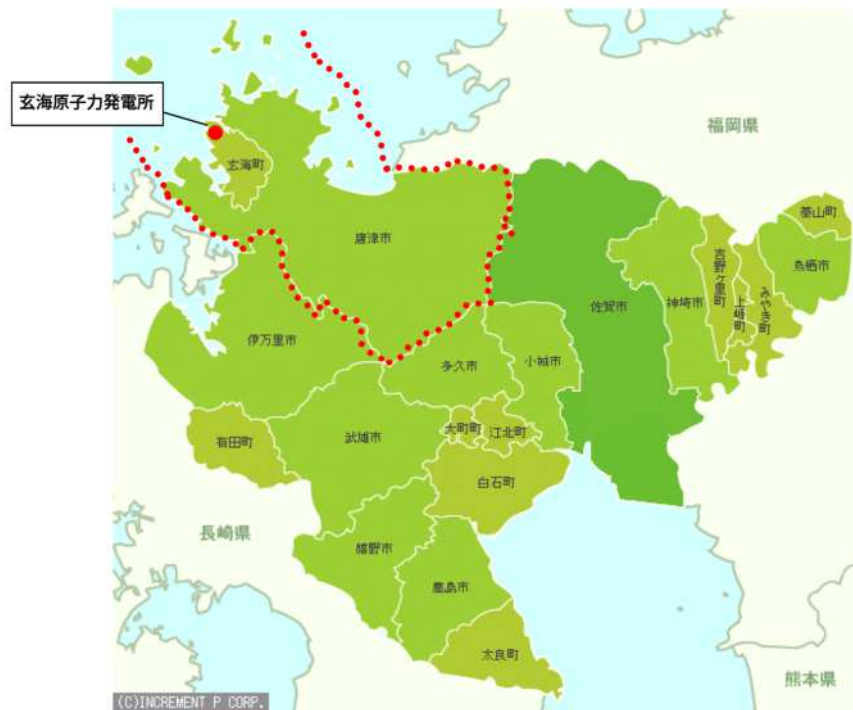 玄海原子力発電所
福岡県
玄海町
基山町
唐津市
吉野ヶ里町
鳥栖市
みやき町
佐賀市
神埼市
上峰町
伊万里市
多久市
小城市
有田町
武雄市
大町町
江北町
白石町
長崎県
嬉野市
鹿島市
太良町
熊本県
(C)INCREMENT P CORP.